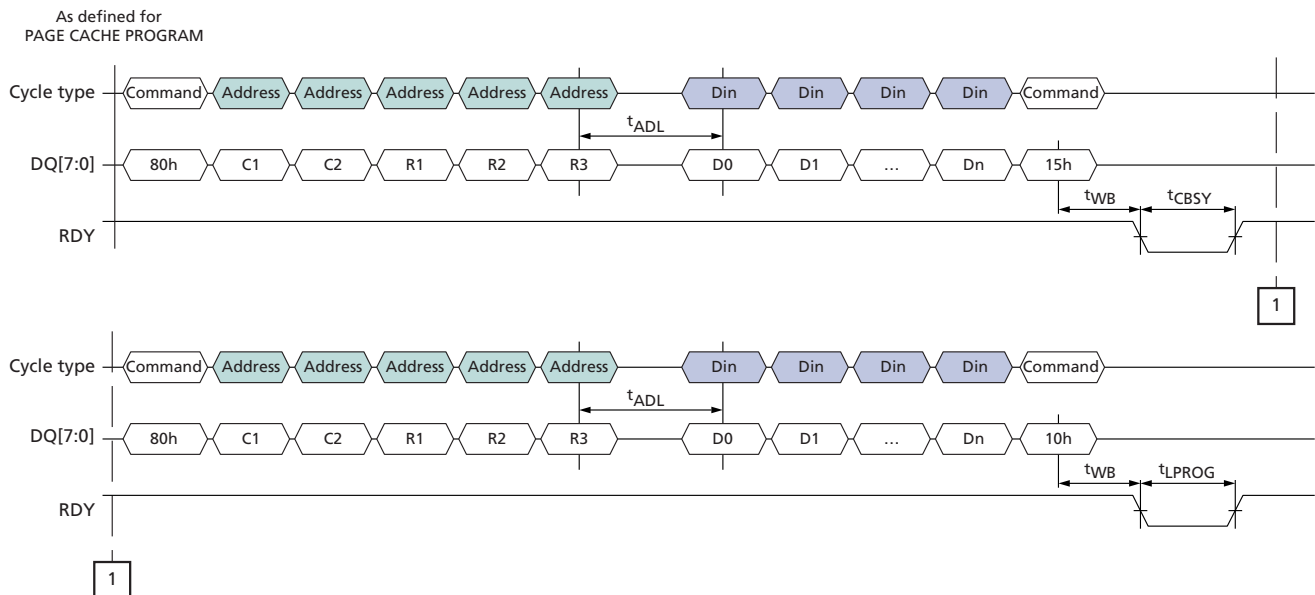 As defined for
PAGE CACHE PROGRAM
Cycle type Command Address Address Address Address Address Din Din Din Din Command
tADL
DQ[7:0] 80h C1 C2 R1 R2 R3 D0 D1 … Dn 15h
tWB tCBSY
RDY
1
Cycle type Command Address Address Address Address Address Din Din Din Din Command
tADL
DQ[7:0] 80h C1 C2 R1 R2 R3 D0 D1 … Dn 10h
tWB tLPROG
RDY
1